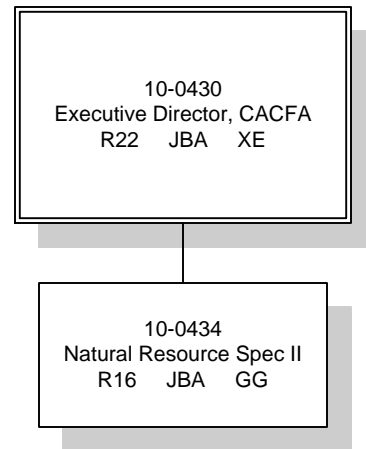 10-0430
Executive Director, CACFA
R22 JBA XE
10-0434
Natural Resource Spec II
R16 JBA GG